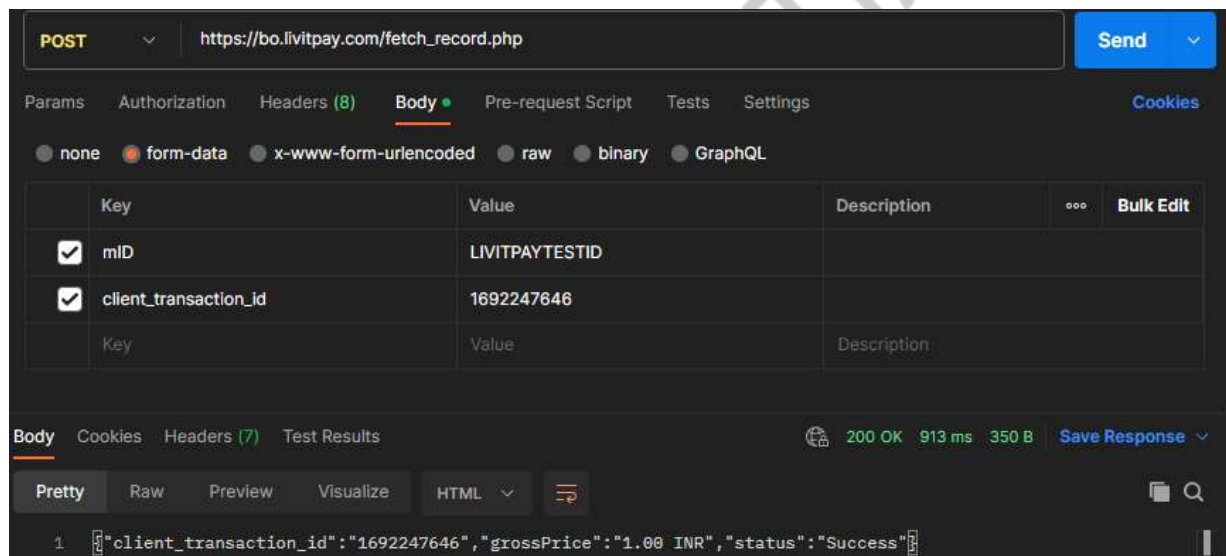 POST https://bo.livitpay.com/fetch_record.php Send
Params Authorization Headers (8) Body Pre-request Script Tests Settings Cookies
none form-data x-www-form-urlencoded raw binary GraphQL
Key Value Description ooo Bulk Edit
mID LIVITPAYTESTID
client_transaction_id 1692247646
Key Value Description
Body Cookies Headers (7) Test Results 200 OK 913 ms 350 B Save Response
Pretty Raw Preview Visualize HTML
1 {"client_transaction_id":"1692247646","grossPrice":"1.00 INR","status":"Success"}